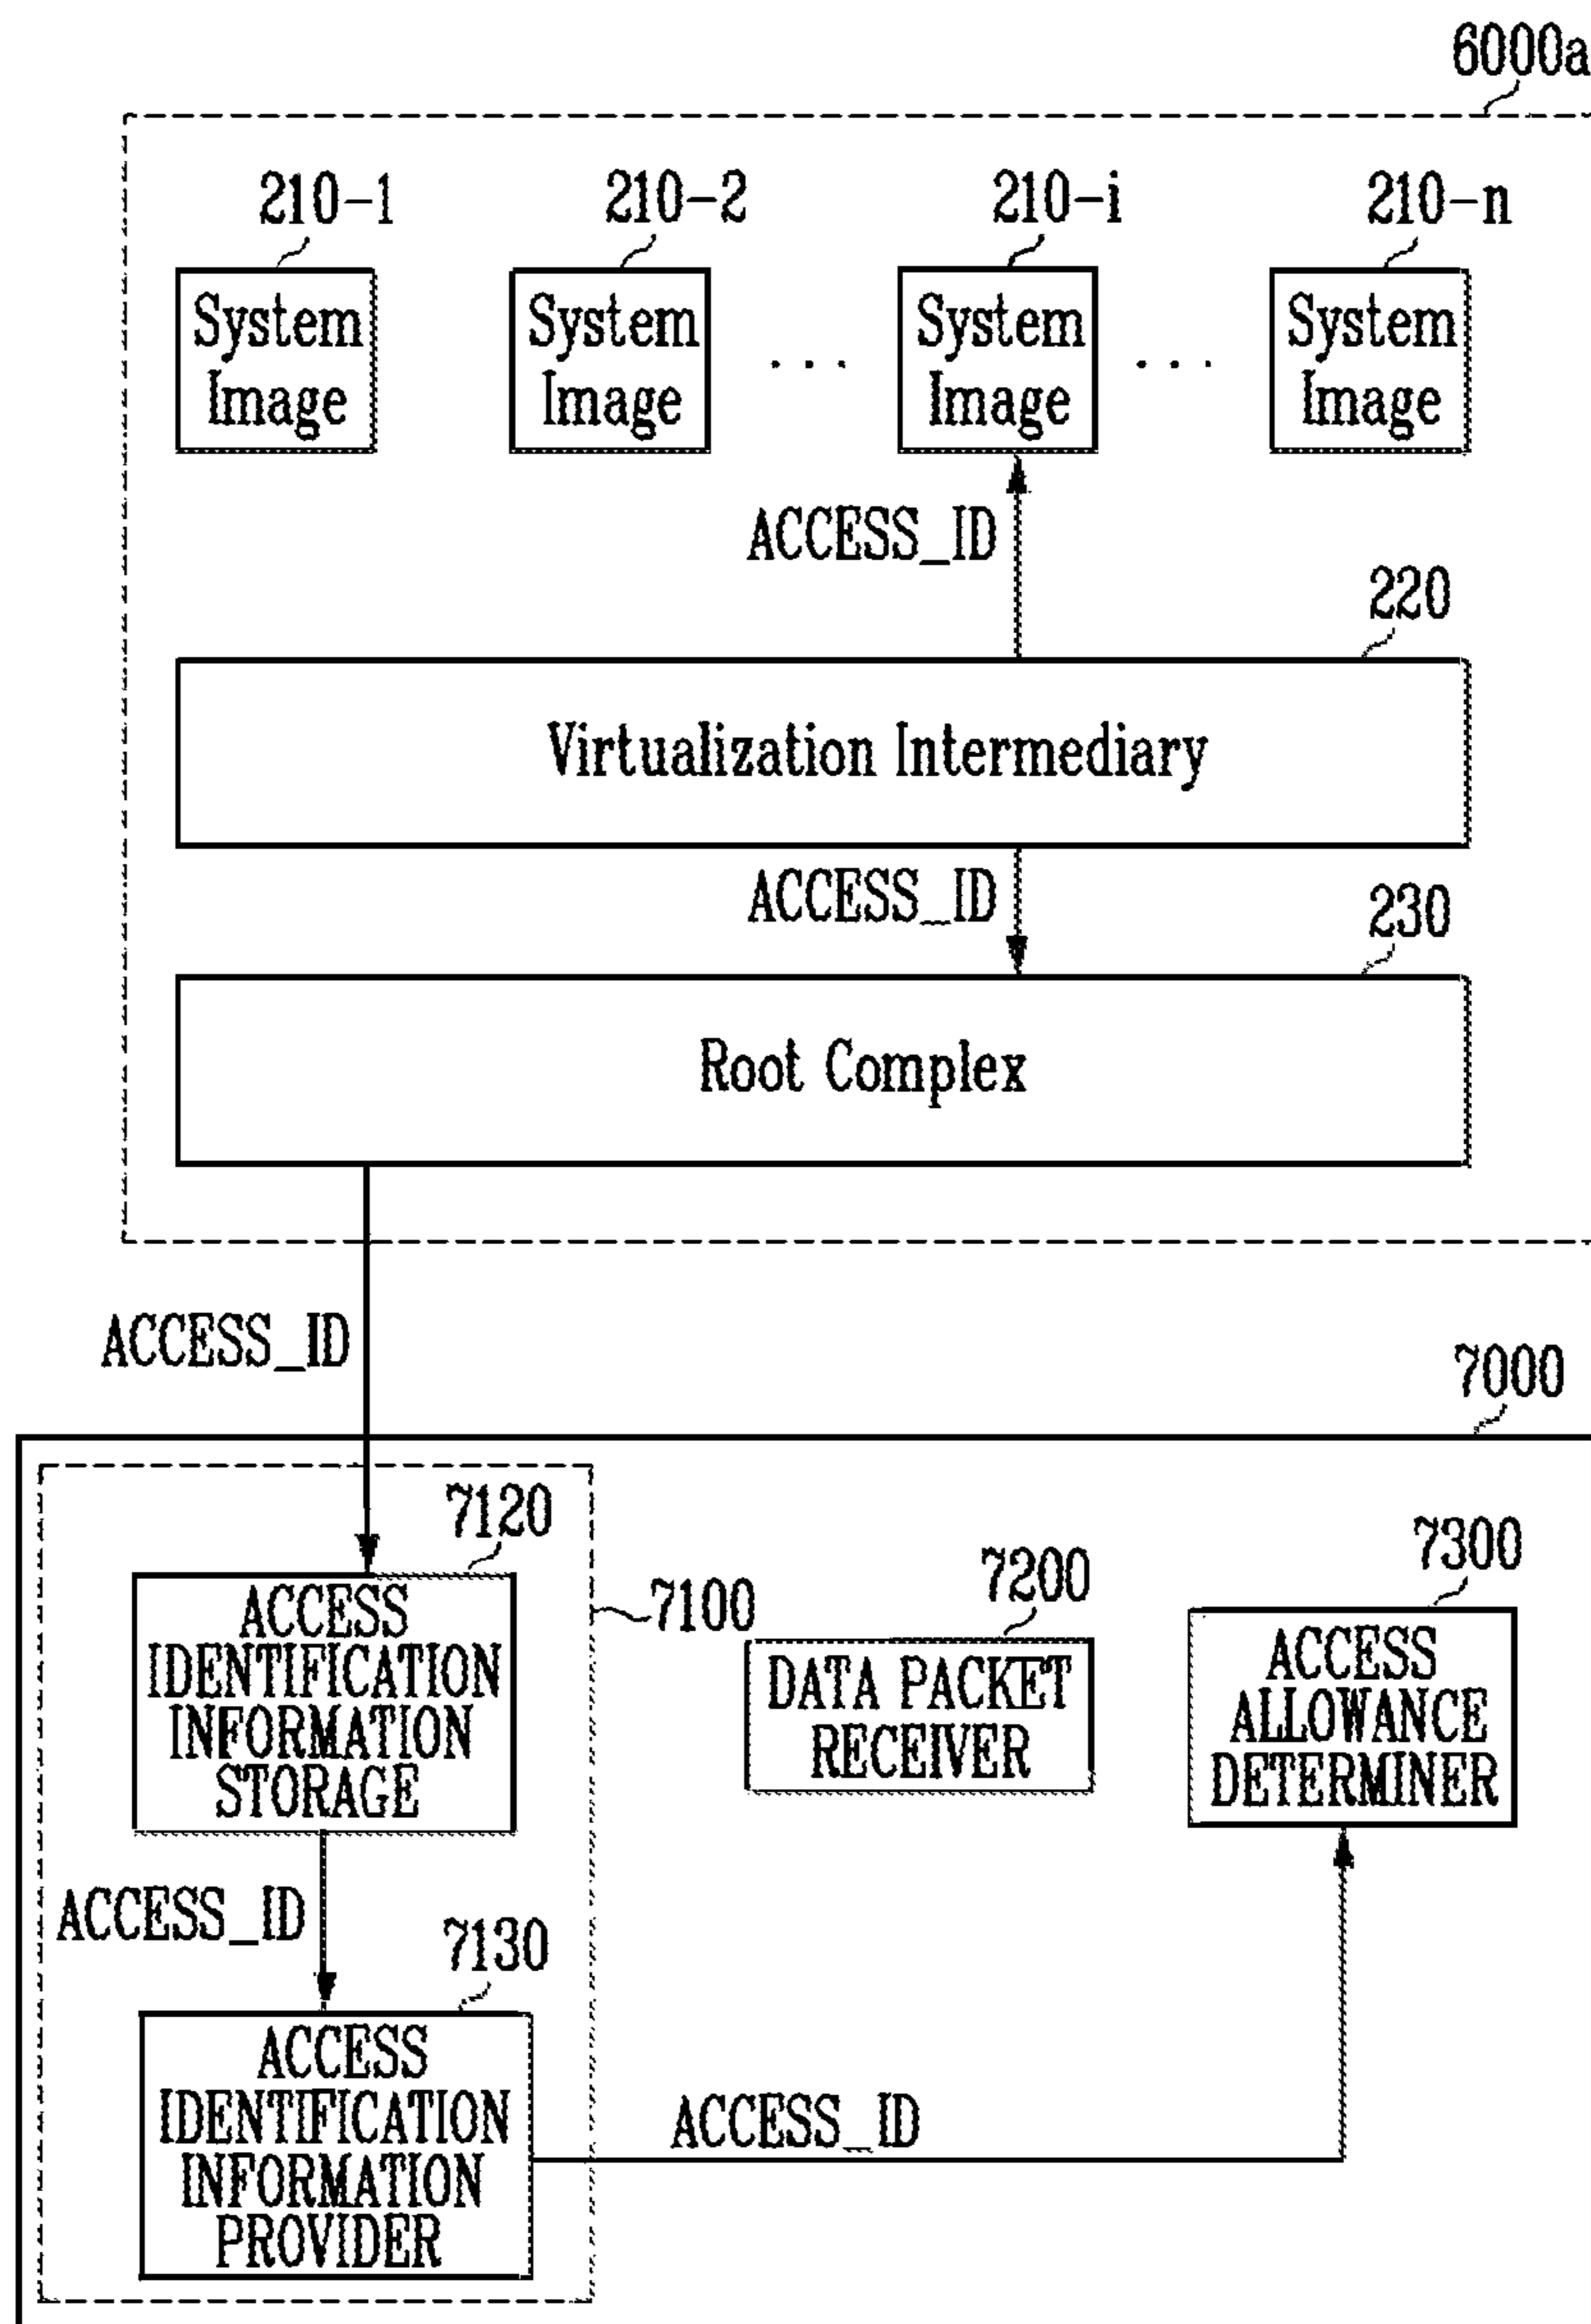 6000a
210-1 210-2 210-i 210-n
System System System System
Image Image ... Image ... Image
ACCESS_ID
220
Virtualization Intermediary
ACCESS_ID
230
Root Complex
ACCESS_ID
7000
7120
7100
7200
7300
ACCESS
IDENTIFICATION
INFORMATION
STORAGE
DATA PACKET
RECEIVER
ACCESS
ALLOWANCE
DETERMINER
ACCESS_ID
7130
ACCESS
IDENTIFICATION
INFORMATION
PROVIDER
ACCESS_ID